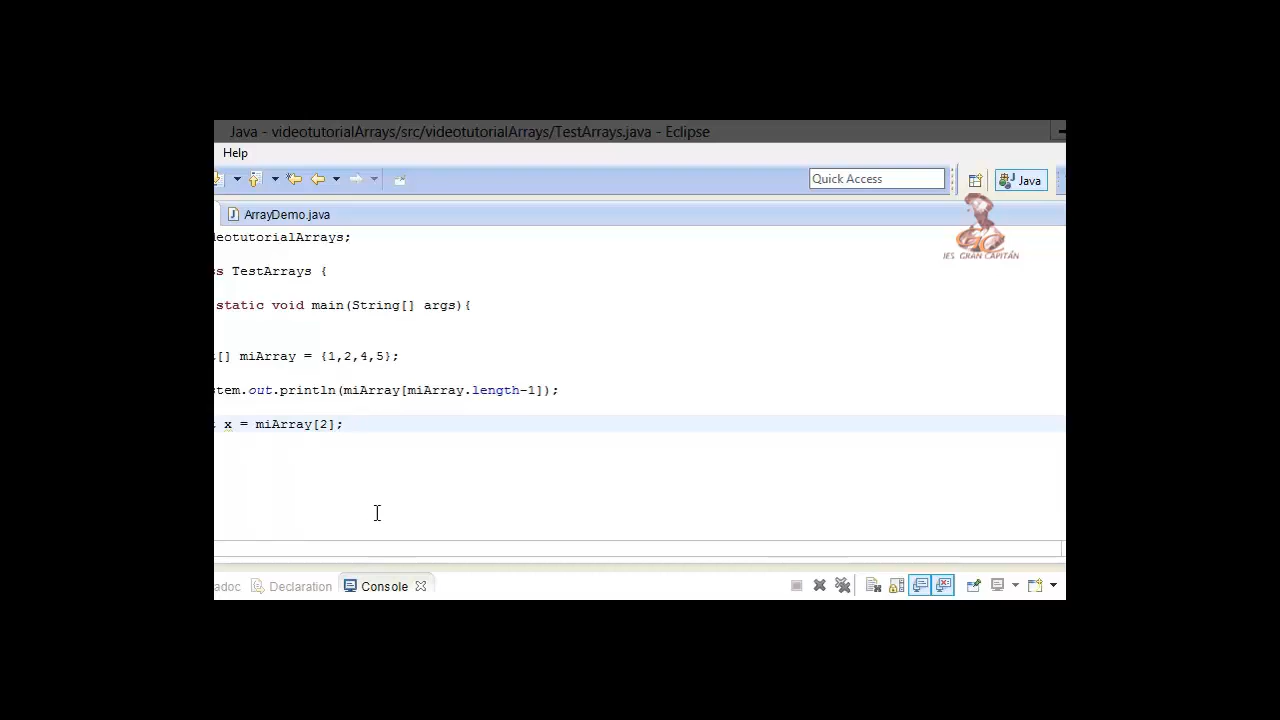 Java - videotutorialArrays/src/videotutorialArrays/TestArrays.java - Eclipse
Help
Quick Access
Java
ArrayDemo.java
IES GRAN CAPITÁN
eotutorialArrays;
ss TestArrays {
static void main(String[] args){
[] miArray = {1,2,4,5};
stem.out.println(miArray[miArray.length-1]);
t x = miArray[2];
adoc Declaration Console